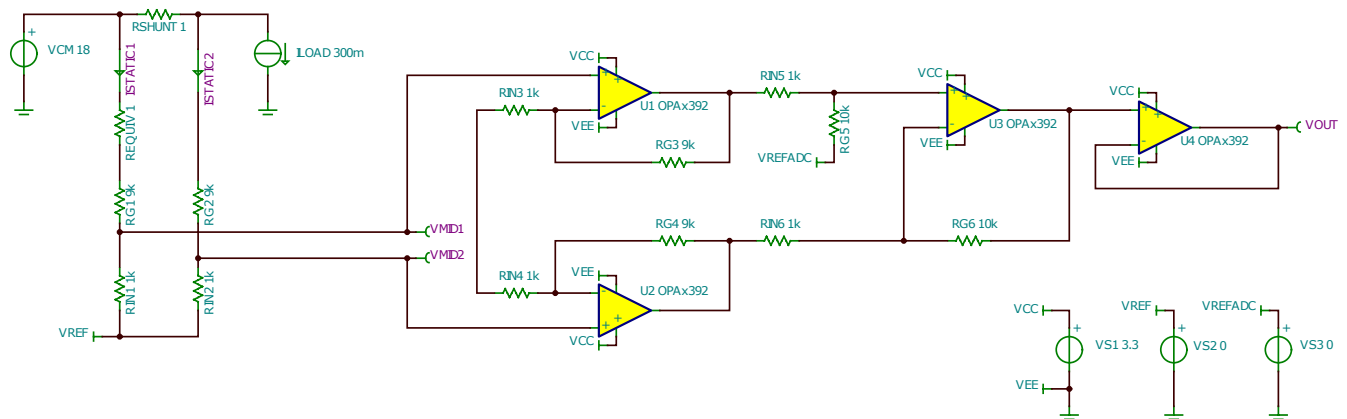 RSHUNT 1
VCM 18
ISTATIC1
ISTATIC2
ILOAD 300m
REQUIV 1
RG1 9k
RG2 9k
RIN1 1k
RIN2 1k
VREF
VMID1
VMID2
VCC
RIN3 1k
U1 OPAx392
VEE
RG3 9k
RG4 9k
RIN4 1k
VEE
U2 OPAx392
VCC
RIN5 1k
RG5 10k
VREFADC
RIN6 1k
VCC
U3 OPAx392
VEE
RG6 10k
VCC
VOUT
U4 OPAx392
VEE
VCC
VREF
VREFADC
VS1 3.3
VS2 0
VS3 0
VEE